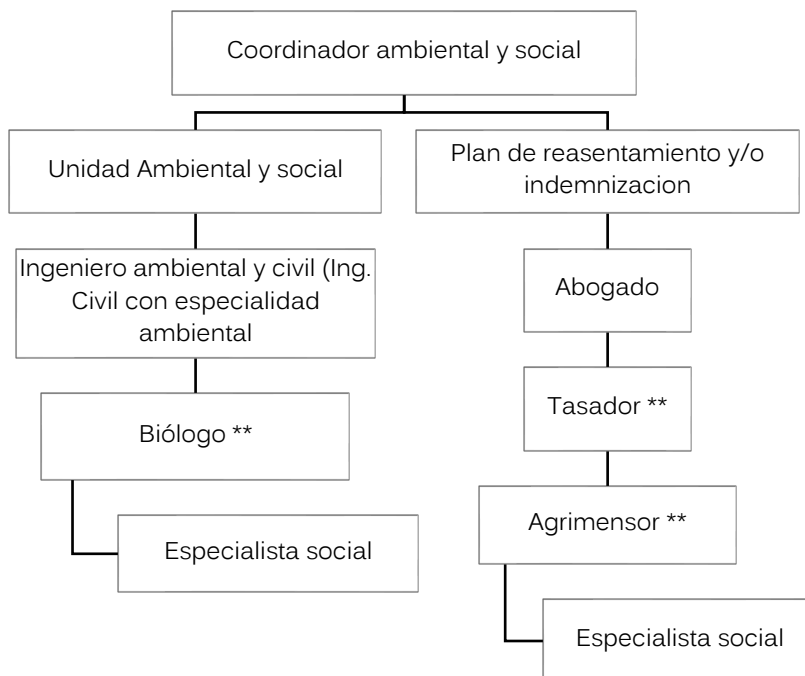 Coordinador ambiental y social
Unidad Ambiental y social
Plan de reasentamiento y/o
indemnizacion
Ingeniero ambiental y civil (Ing.
Civil con especialidad
ambiental
Abogado
Biólogo **
Tasador **
Especialista social
Agrimensor **
Especialista social